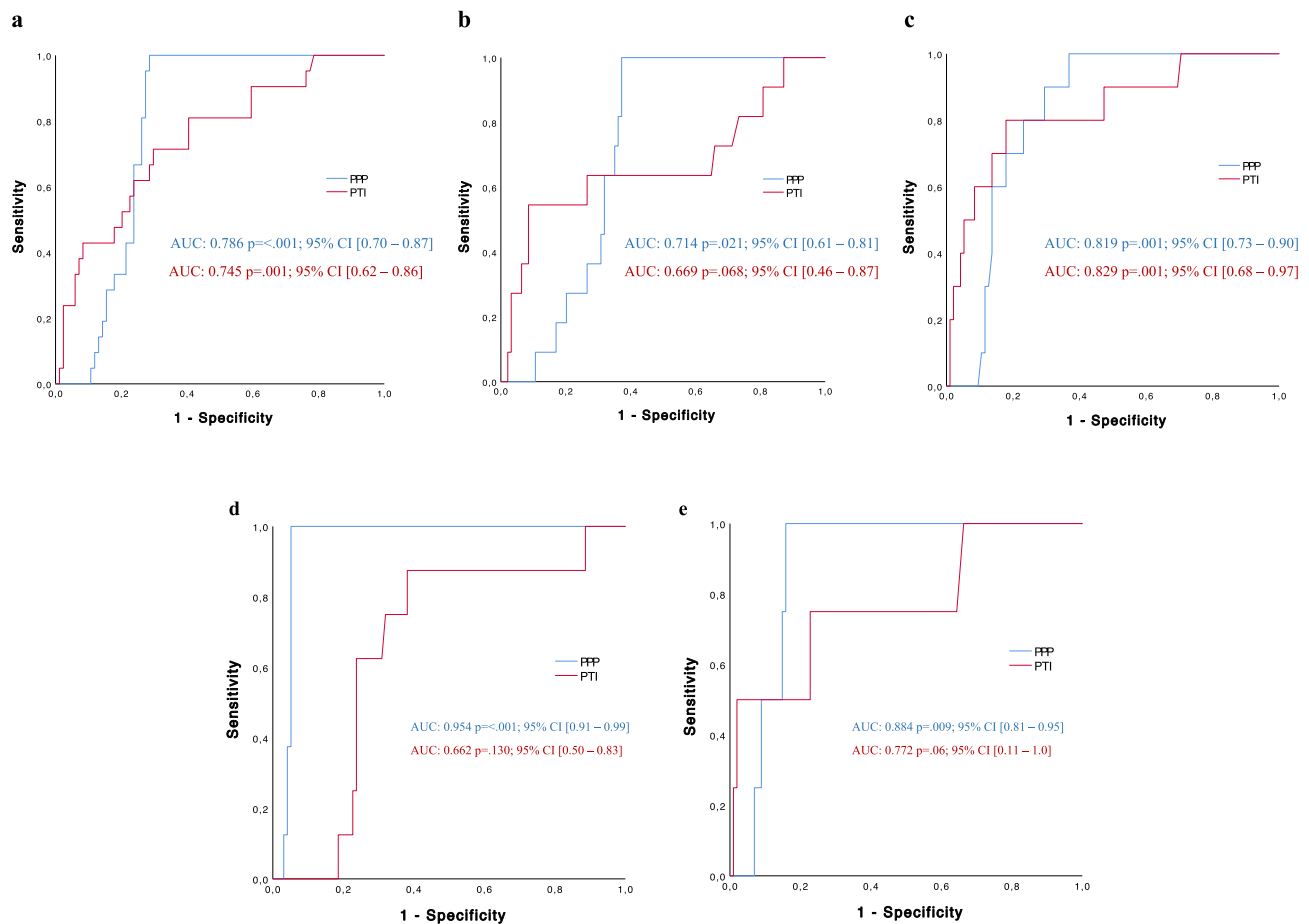 a
1,0
0,8
0,6
0,4
0,2
0,0
Sensitivity
PPP
PTI
AUC: 0.786 p=<.001; 95% CI [0.70 – 0.87]
AUC: 0.745 p=.001; 95% CI [0.62 – 0.86]
0,0 0,2 0,4 0,6 0,8 1,0
1 - Specificity
b
1,0
0,8
0,6
0,4
0,2
0,0
Sensitivity
PPP
PTI
AUC: 0.714 p=.021; 95% CI [0.61 – 0.81]
AUC: 0.669 p=.068; 95% CI [0.46 – 0.87]
0,0 0,2 0,4 0,6 0,8 1,0
1 - Specificity
c
1,0
0,8
0,6
0,4
0,2
0,0
Sensitivity
PPP
PTI
AUC: 0.819 p=.001; 95% CI [0.73 – 0.90]
AUC: 0.829 p=.001; 95% CI [0.68 – 0.97]
0,0 0,2 0,4 0,6 0,8 1,0
1 - Specificity
d
1,0
0,8
0,6
0,4
0,2
0,0
Sensitivity
PPP
PTI
AUC: 0.954 p=<.001; 95% CI [0.91 – 0.99]
AUC: 0.662 p=.130; 95% CI [0.50 – 0.83]
0,0 0,2 0,4 0,6 0,8 1,0
1 - Specificity
e
1,0
0,8
0,6
0,4
0,2
0,0
Sensitivity
PPP
PTI
AUC: 0.884 p=.009; 95% CI [0.81 – 0.95]
AUC: 0.772 p=.06; 95% CI [0.11 – 1.0]
0,0 0,2 0,4 0,6 0,8 1,0
1 - Specificity